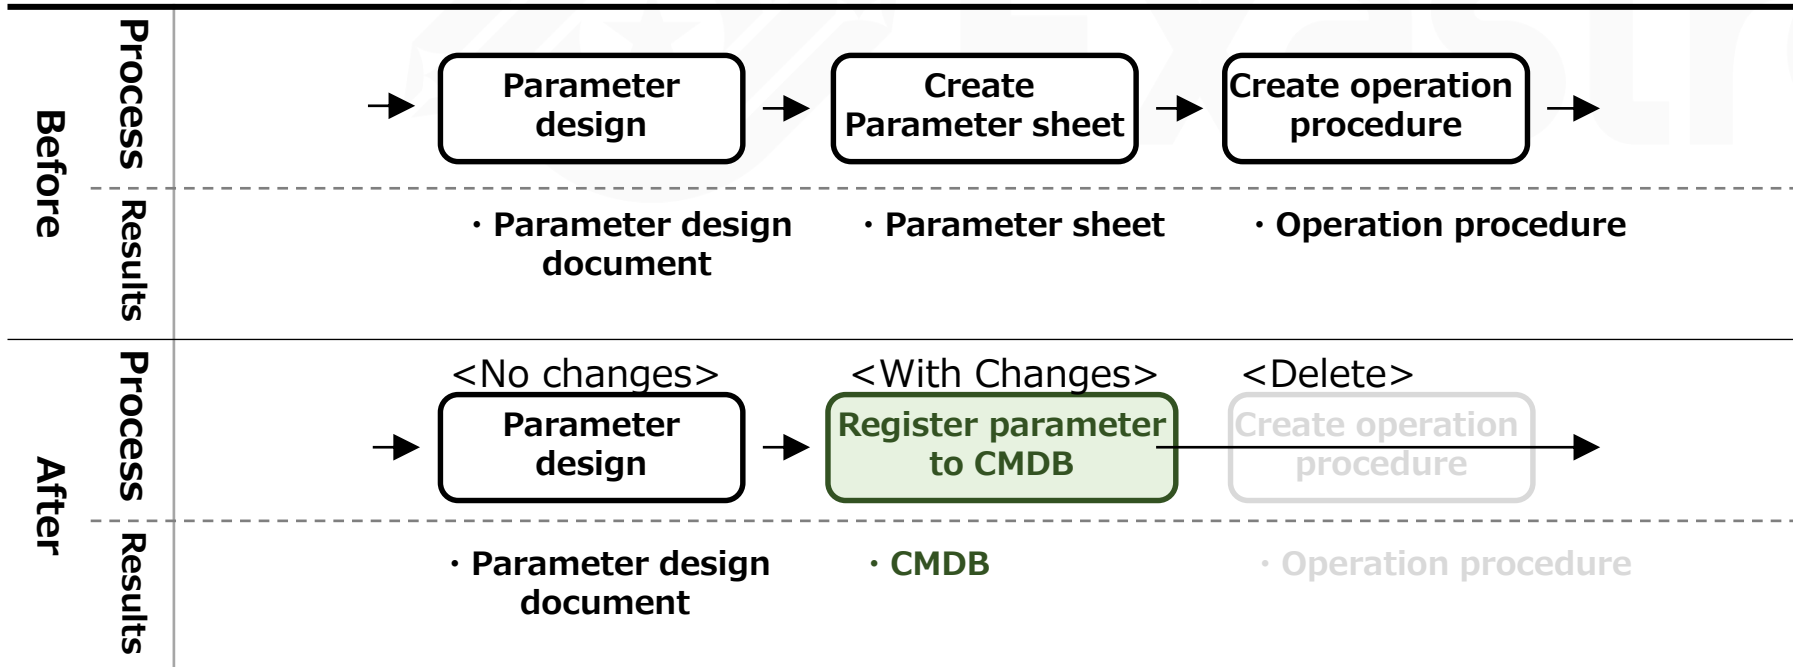 Before
Process
Parameter
design
Create
Parameter sheet
Create operation
procedure
Results
・Parameter design
document
・Parameter sheet
・Operation procedure
After
Process
<No changes>
<With Changes>
<Delete>
Parameter
design
Register parameter
to CMDB
Create operation
procedure
Results
・Parameter design
document
・CMDB
・Operation procedure